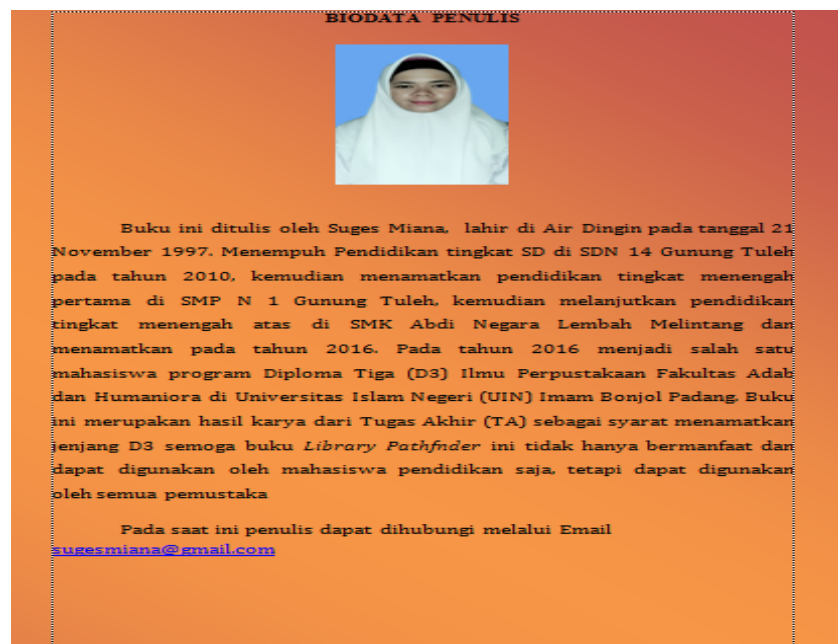 BIODATA PENULIS
Buku ini ditulis oleh Suges Miana, lahir di Air Dingin pada tanggal 21
November 1997. Menempuh Pendidikan tingkat SD di SDN 14 Gunung Tuleh
pada tahun 2010, kemudian menamatkan pendidikan tingkat menengah
pertama di SMP N 1 Gunung Tuleh, kemudian melanjutkan pendidikan
tingkat menengah atas di SMK Abdi Negara Lembah Melintang dan
menamatkan pada tahun 2016. Pada tahun 2016 menjadi salah satu
mahasiswa program Diploma Tiga (D3) Ilmu Perpustakaan Fakultas Adab
dan Humaniora di Universitas Islam Negeri (UIN) Imam Bonjol Padang. Buku
ini merupakan hasil karya dari Tugas Akhir (TA) sebagai syarat menamatkan
jenjang D3 semoga buku Library Pathfnder ini tidak hanya bermanfaat dan
dapat digunakan oleh mahasiswa pendidikan saja, tetapi dapat digunakan
oleh semua pemustaka
Pada saat ini penulis dapat dihubungi melalui Email
sugesmiana@gmail.com